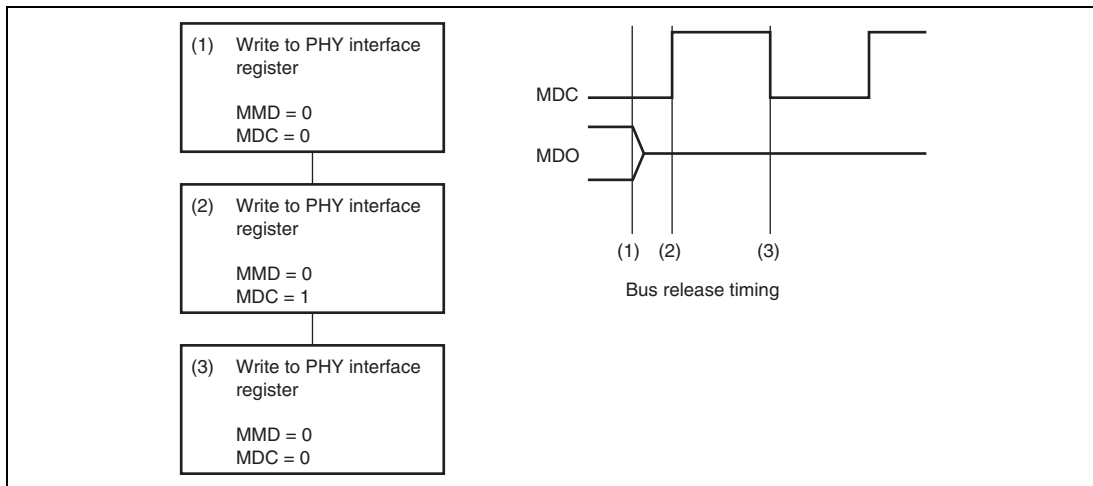 (1) Write to PHY interface
register
MMD = 0
MDC = 0
(2) Write to PHY interface
register
MMD = 0
MDC = 1
(3) Write to PHY interface
register
MMD = 0
MDC = 0
MDC
MDO
(1) (2) (3)
Bus release timing